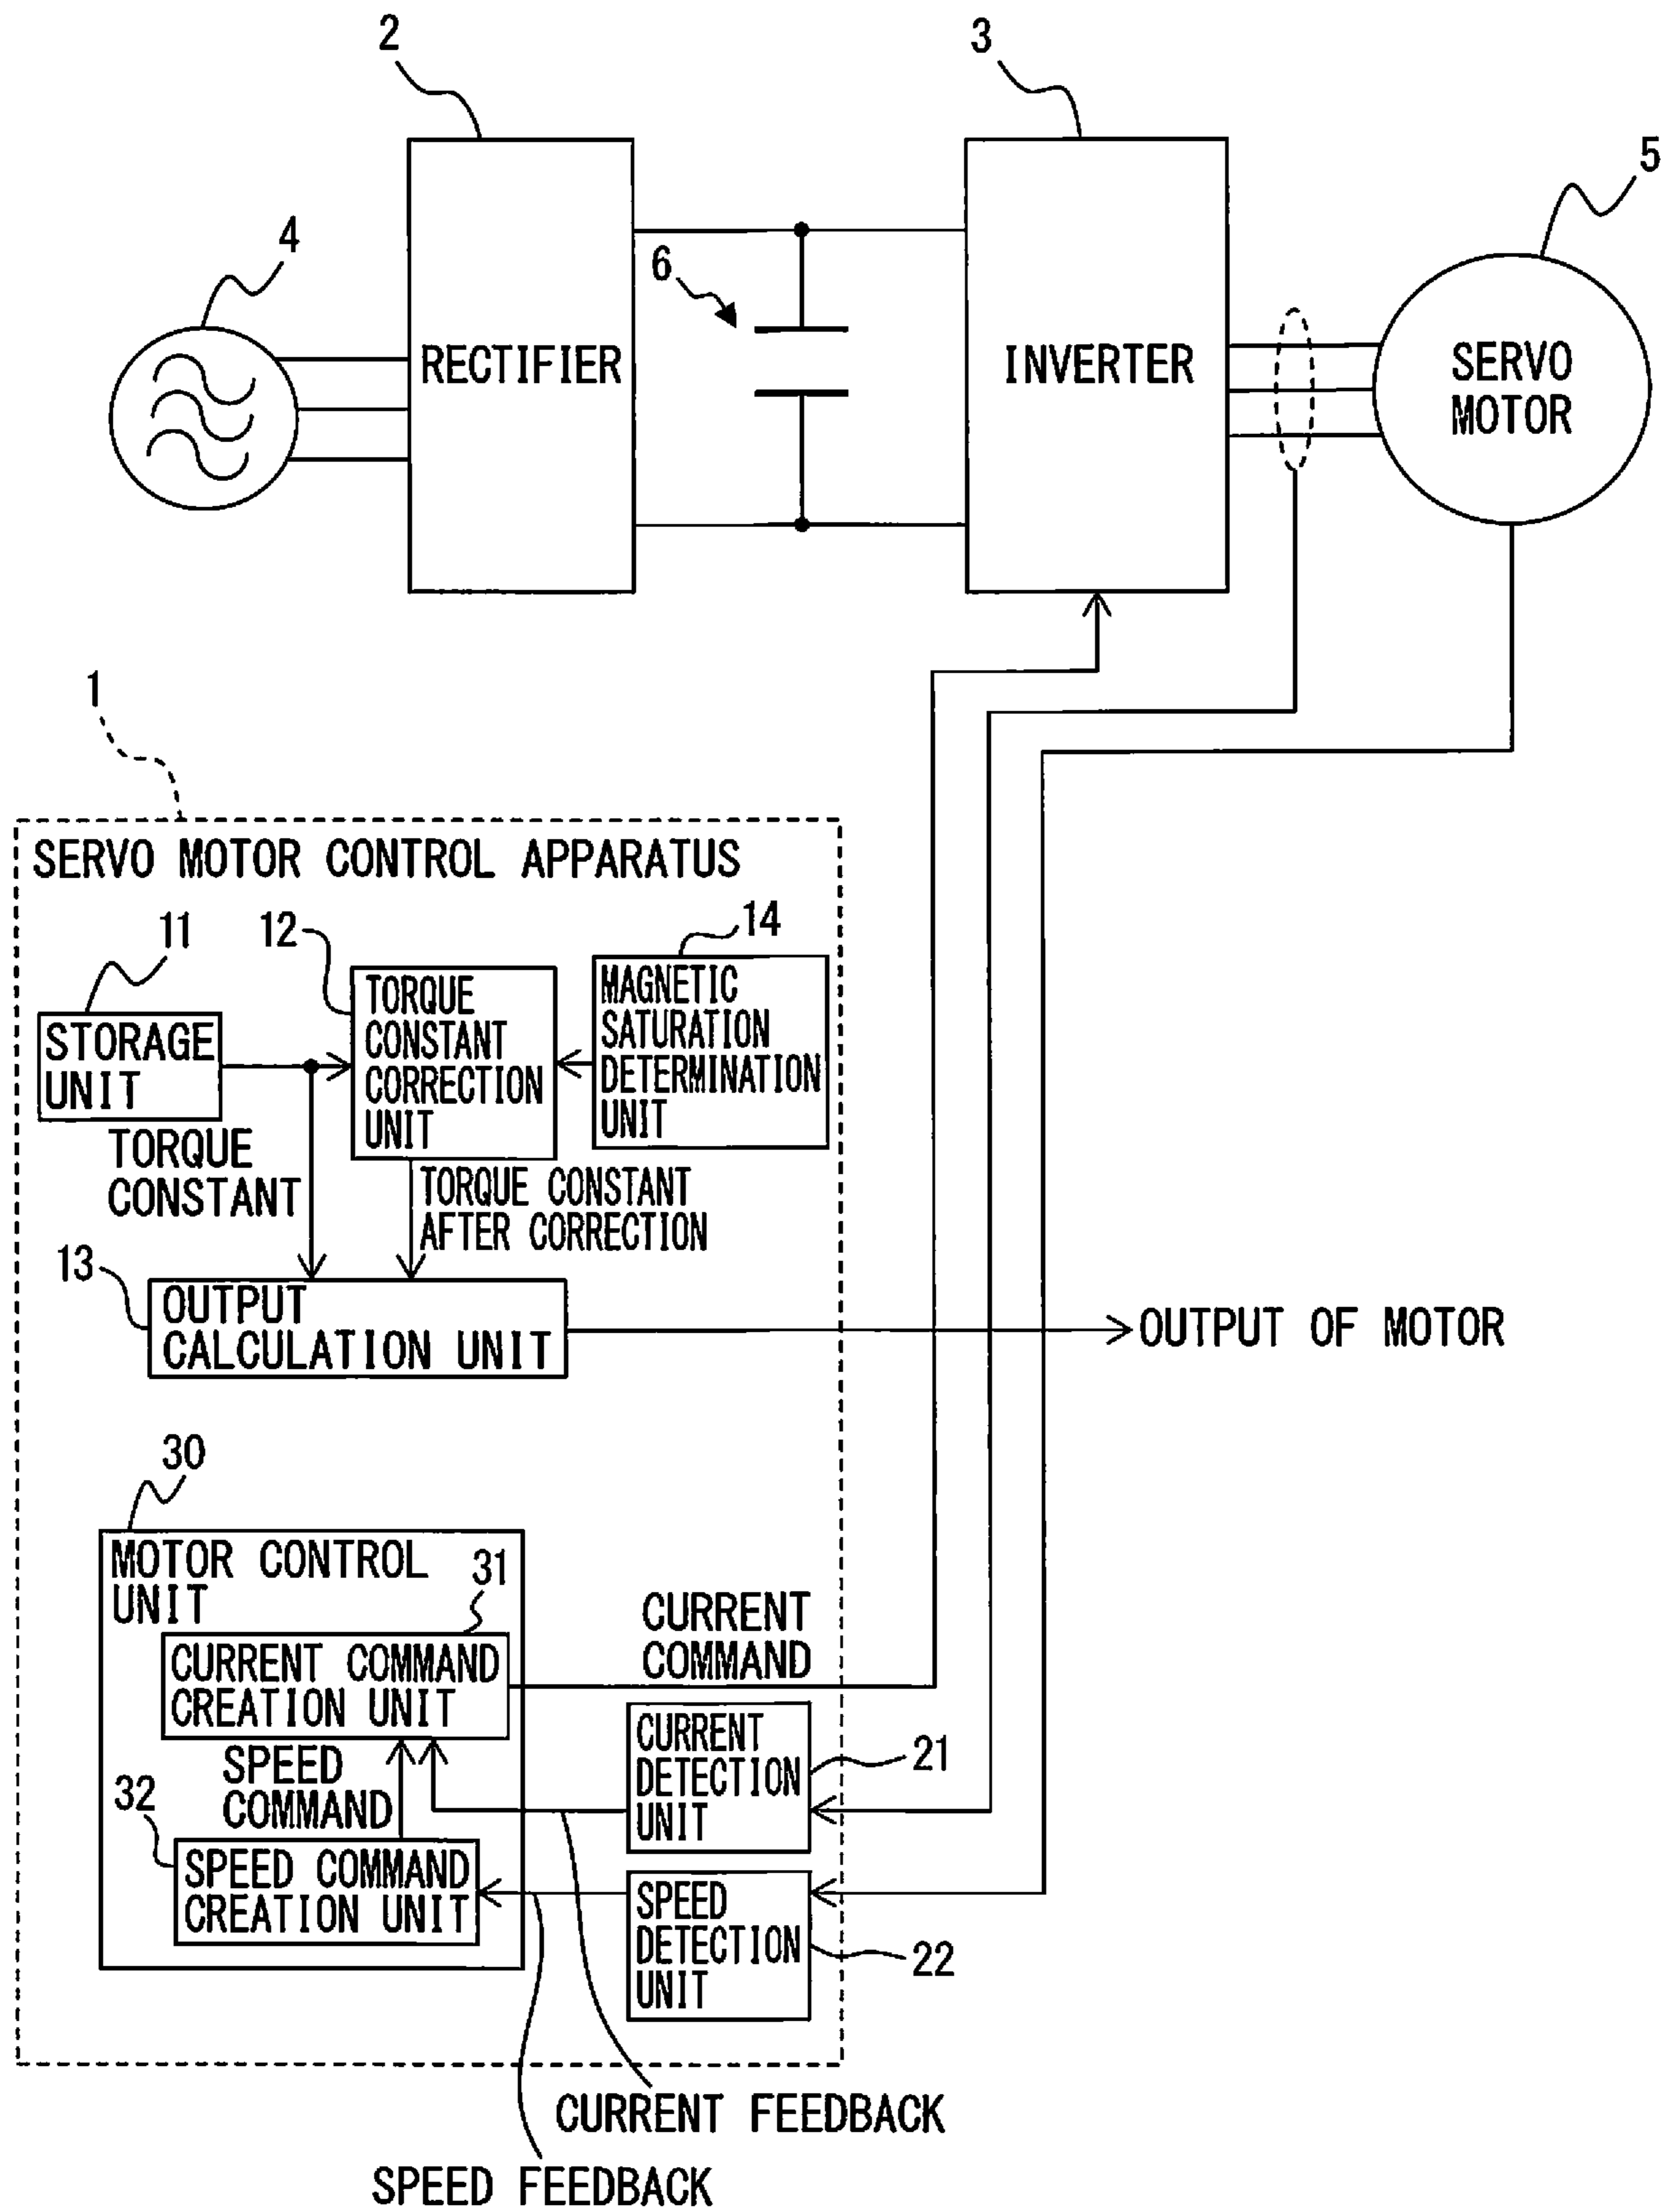 2
3
5
4
6
RECTIFIER
INVERTER
SERVO
MOTOR
1
SERVO MOTOR CONTROL APPARATUS
11
12
14
STORAGE
UNIT
TORQUE
CONSTANT
CORRECTION
UNIT
MAGNETIC
SATURATION
DETERMINATION
UNIT
TORQUE
CONSTANT
TORQUE CONSTANT
AFTER CORRECTION
13
OUTPUT
CALCULATION UNIT
OUTPUT OF MOTOR
30
MOTOR CONTROL
UNIT
31
CURRENT COMMAND
CREATION UNIT
CURRENT
COMMAND
SPEED
COMMAND
32
SPEED COMMAND
CREATION UNIT
CURRENT
DETECTION
UNIT
21
SPEED
DETECTION
UNIT
22
CURRENT FEEDBACK
SPEED FEEDBACK